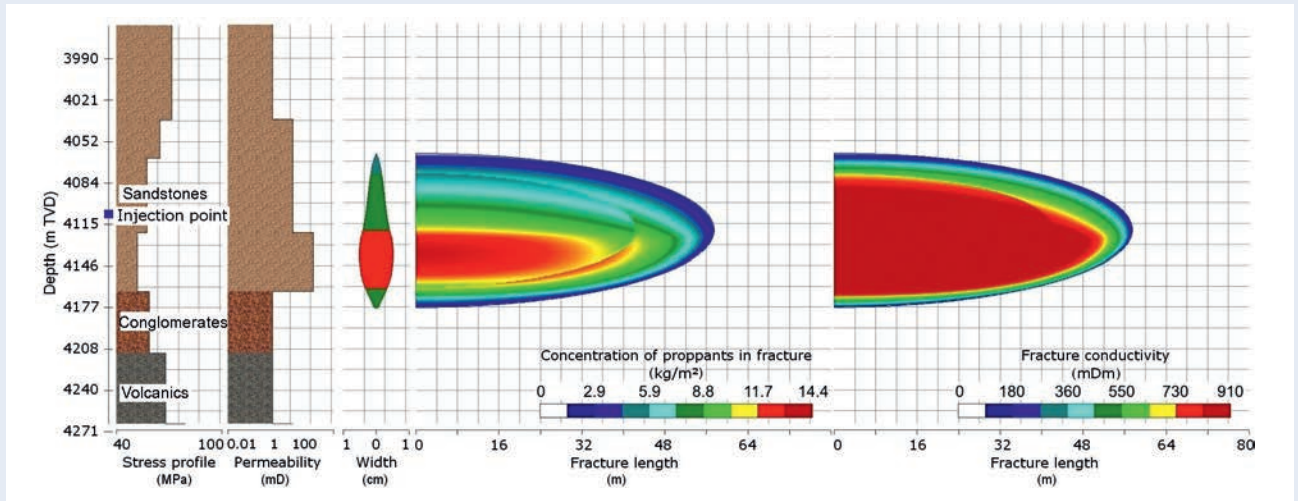 3990
4021
4052
4084
4115
4146
4177
4208
4240
4271
Depth (m TVD)
Sandstones
Injection point
Conglomerates
Volcanics
40 100
Stress profile
(MPa)
0.01 1 100
Permeability
(mD)
1 0 1
Width
(cm)
Concentration of proppants in fracture
(kg/m²)
0 2.9 5.9 8.8 11.7 14.4
0 32 48 64
Fracture length
(m)
Fracture conductivity
(mDm)
0 180 360 550 730 910
0 32 48 64 80
Fracture length
(m)